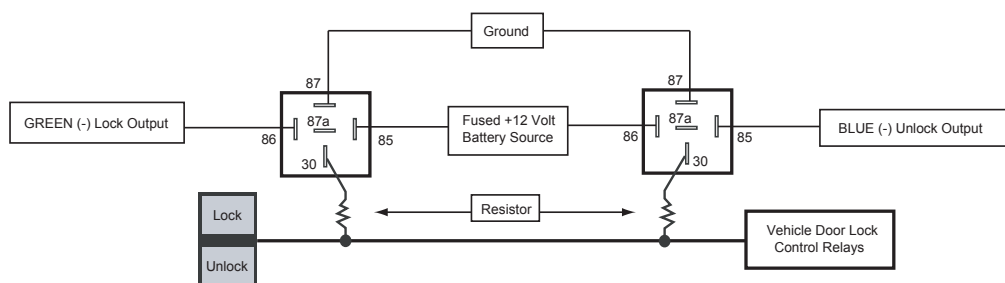 Ground
87
87
GREEN (-) Lock Output
86
87a
85
Fused +12 Volt
Battery Source
86
87a
85
BLUE (-) Unlock Output
30
30
Lock
Resistor
Vehicle Door Lock
Control Relays
Unlock